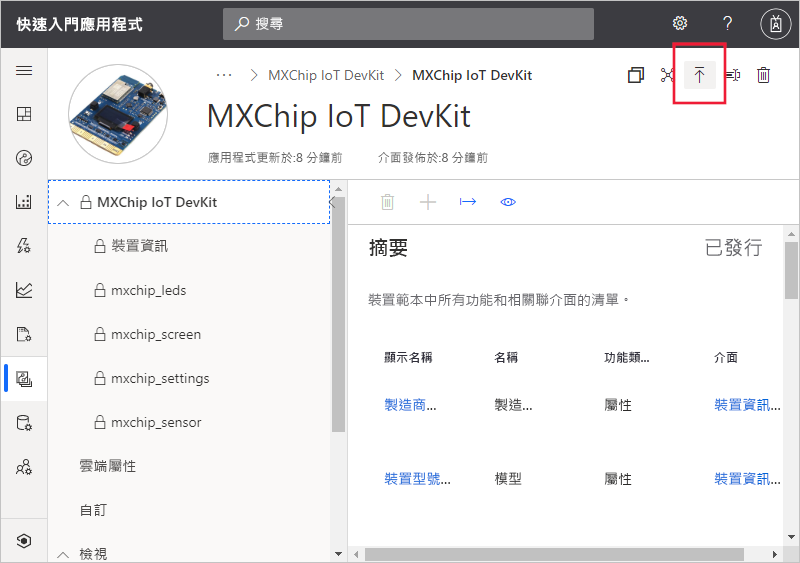 快速入門應用程式
搜尋
?
··· > MXChip IoT DevKit > MXChip IoT DevKit
MXChip IoT DevKit
應用程式更新於:8 分鐘前 介面發佈於:8 分鐘前
MXChip IoT DevKit
裝置資訊
mxchip_leds
mxchip_screen
mxchip_settings
mxchip_sensor
雲端屬性
自訂
檢視
摘要 已發行
裝置範本中所有功能和相關聯介面的清單。
顯示名稱 名稱 功能類... 介面
製造商... 製造... 屬性 裝置資訊...
裝置型號... 模型 屬性 裝置資訊...